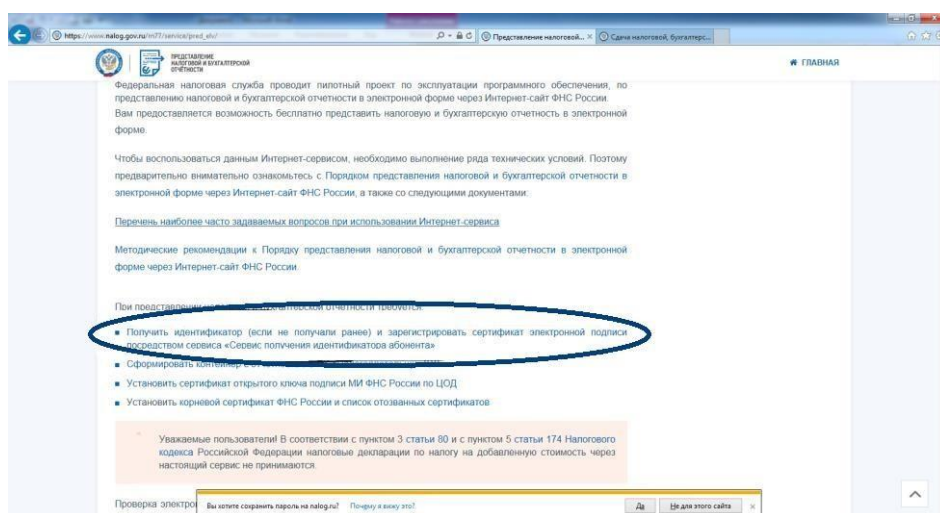 https://www.nalog.gov.ru/rn77/service/pred_elv/
Представление налоговой... ×
Сдача налоговой, бухгалтерс...
ПРЕДСТАВЛЕНИЕ
НАЛОГОВОЙ И БУХГАЛТЕРСКОЙ
ОТЧЁТНОСТИ
ГЛАВНАЯ
Федеральная налоговая служба проводит пилотный проект по эксплуатации программного обеспечения, по
представлению налоговой и бухгалтерской отчетности в электронной форме через Интернет-сайт ФНС России.
Вам предоставляется возможность бесплатно представить налоговую и бухгалтерскую отчетность в электронной
форме.
Чтобы воспользоваться данным Интернет-сервисом, необходимо выполнение ряда технических условий. Поэтому
предварительно внимательно ознакомьтесь с Порядком представления налоговой и бухгалтерской отчетности в
электронной форме через Интернет-сайт ФНС России, а также со следующими документами:
Перечень наиболее часто задаваемых вопросов при использовании Интернет-сервиса
Методические рекомендации к Порядку представления налоговой и бухгалтерской отчетности в электронной
форме через Интернет-сайт ФНС России.
При представлении отчетности требуется:
Получить идентификатор (если не получали ранее) и зарегистрировать сертификат электронной подписи
посредством сервиса «Сервис получения идентификатора абонента»
Сформировать контейнер с
Установить сертификат открытого ключа подписи МИ ФНС России по ЦОД
Установить корневой сертификат ФНС России и список отозванных сертификатов
Уважаемые пользователи! В соответствии с пунктом 3 статьи 80 и с пунктом 5 статьи 174 Налогового
кодекса Российской Федерации налоговые декларации по налогу на добавленную стоимость через
настоящий сервис не принимаются.
Проверка электро
Вы хотите сохранить пароль на nalog.ru? Почему я вижу это? Да Не для этого сайта ×